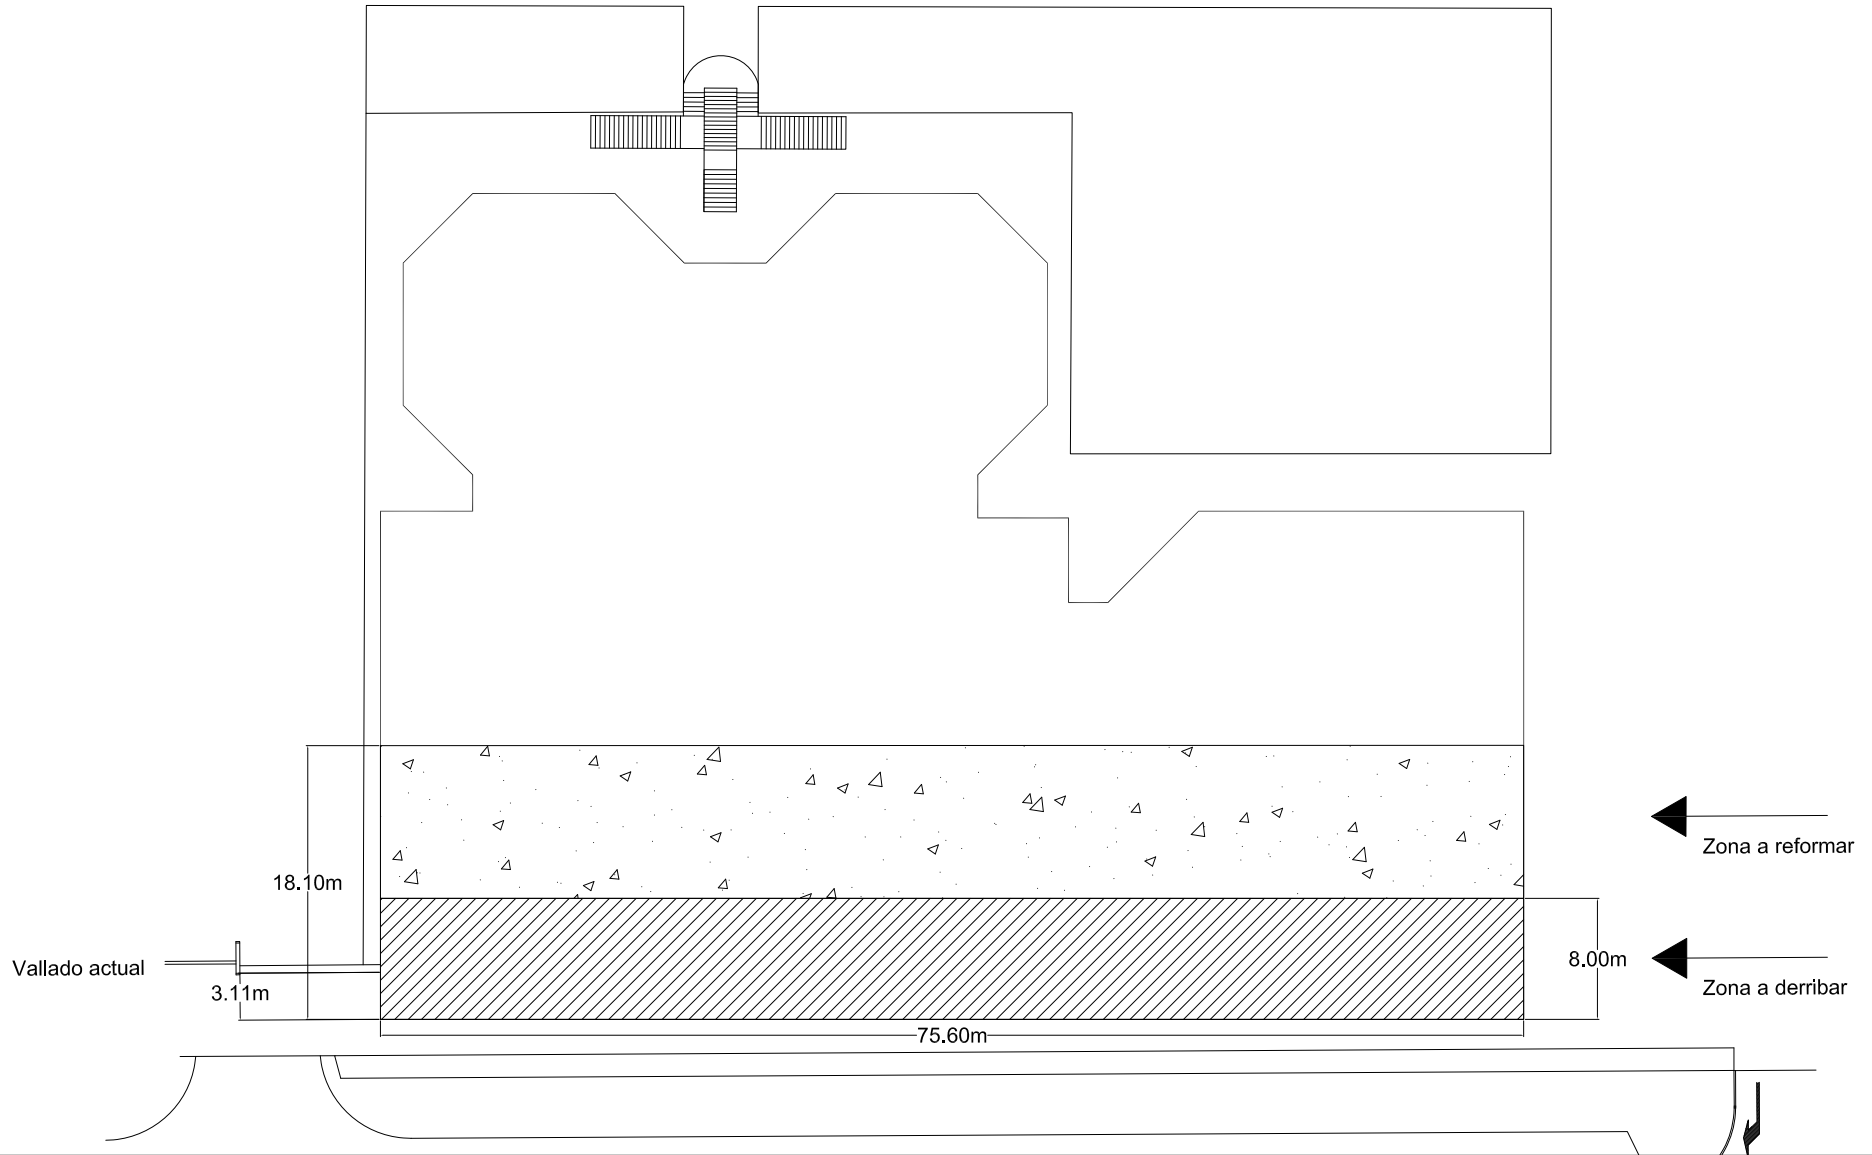 Zona a reformar
18.10m
8.00m
Vallado actual
Zona a derribar
3.11m
75.60m